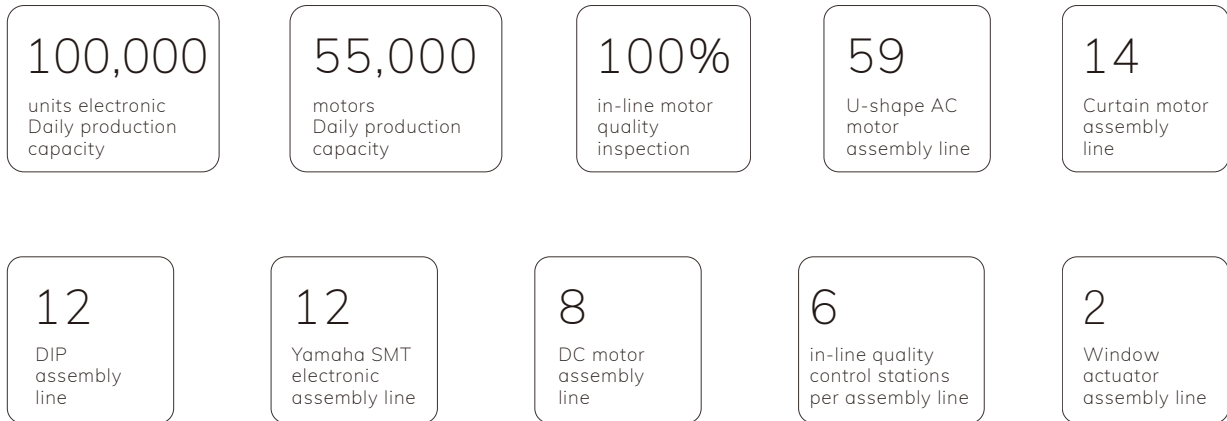 100,000
units electronic
Daily production
capacity
55,000
motors
Daily production
capacity
100%
in-line motor
quality
inspection
59
U-shape AC
motor
assembly line
14
Curtain motor
assembly
line
12
DIP
assembly
line
12
Yamaha SMT
electronic
assembly line
8
DC motor
assembly
line
6
in-line quality
control stations
per assembly line
2
Window
actuator
assembly line